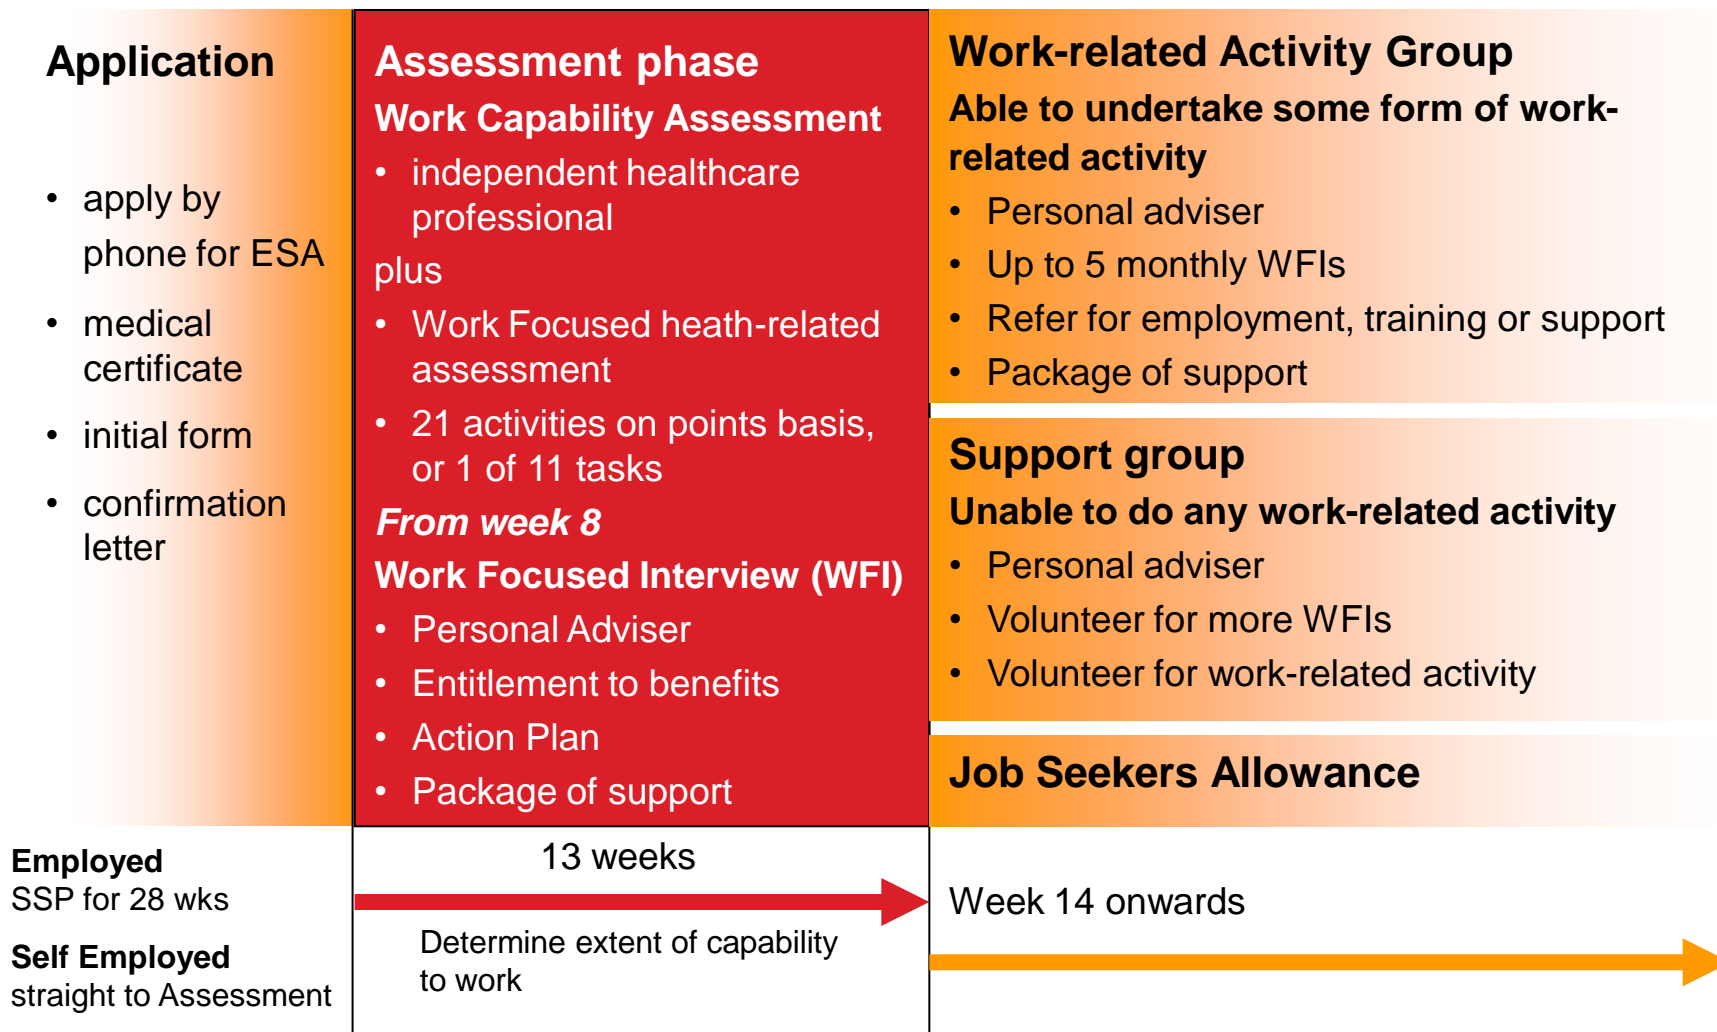 Application
• apply by
phone for ESA
• medical
certificate
• initial form
• confirmation
letter
Assessment phase
Work Capability Assessment
• independent healthcare
professional
plus
• Work Focused heath-related
assessment
• 21 activities on points basis,
or 1 of 11 tasks
From week 8
Work Focused Interview (WFI)
• Personal Adviser
• Entitlement to benefits
• Action Plan
• Package of support
Work-related Activity Group
Able to undertake some form of work-
related activity
• Personal adviser
• Up to 5 monthly WFIs
• Refer for employment, training or support
• Package of support
Support group
Unable to do any work-related activity
• Personal adviser
• Volunteer for more WFIs
• Volunteer for work-related activity
Job Seekers Allowance
Employed
SSP for 28 wks
Self Employed
straight to Assessment
13 weeks
Determine extent of capability
to work
Week 14 onwards